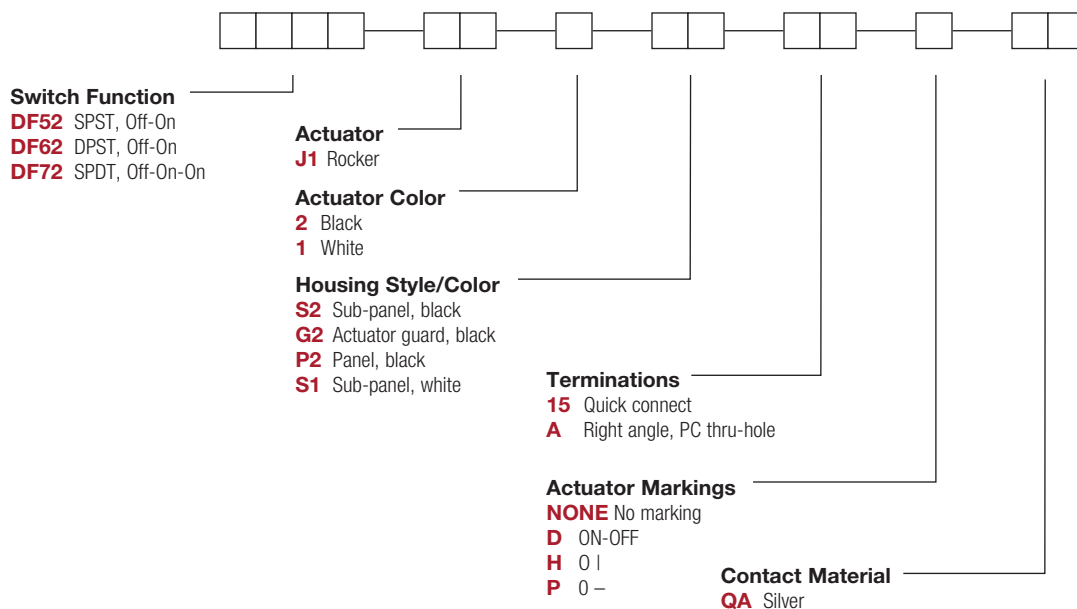 Switch Function
DF52 SPST, Off-On
DF62 DPST, Off-On
DF72 SPDT, Off-On-On
Actuator
J1 Rocker
Actuator Color
2 Black
1 White
Housing Style/Color
S2 Sub-panel, black
G2 Actuator guard, black
P2 Panel, black
S1 Sub-panel, white
Terminations
15 Quick connect
A Right angle, PC thru-hole
Actuator Markings
NONE No marking
D ON-OFF
H O |
P O –
Contact Material
QA Silver